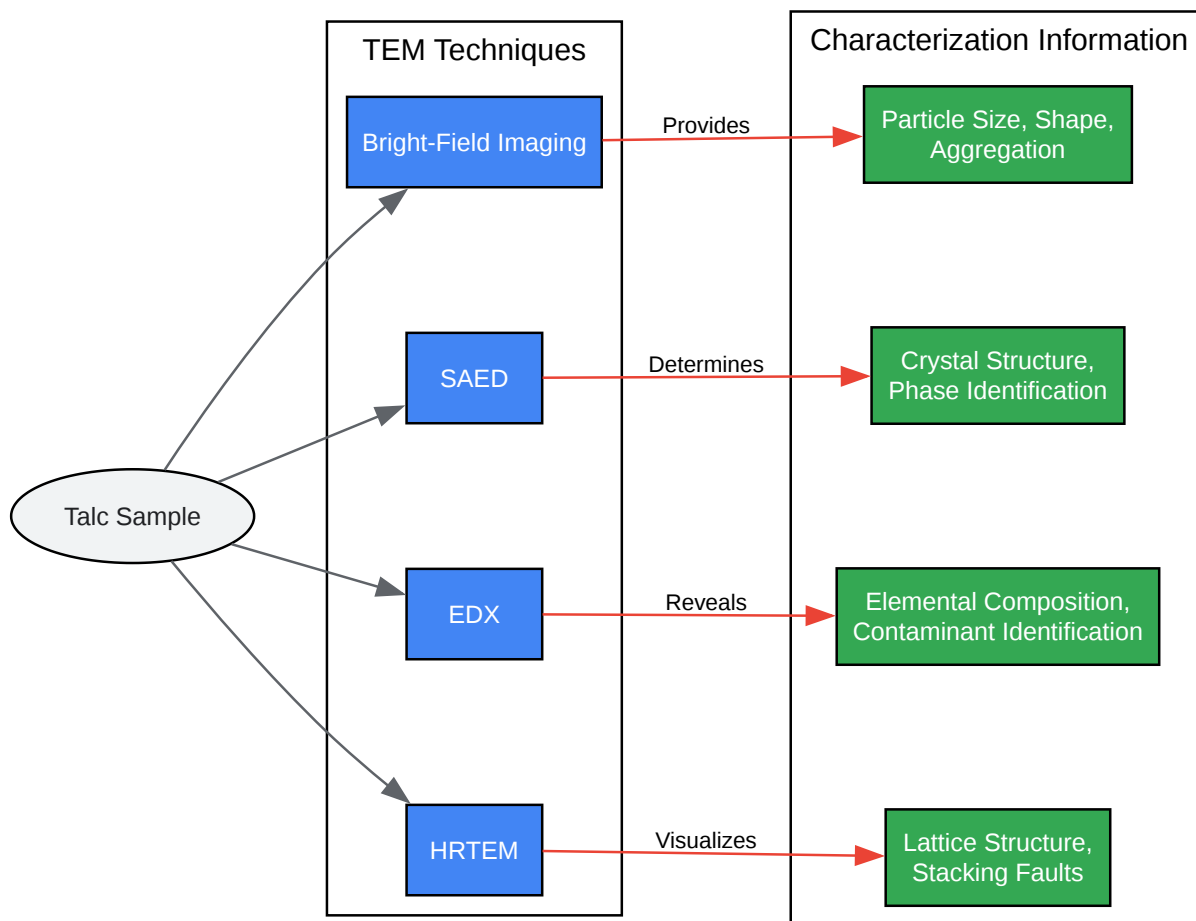 TEM Techniques
Characterization Information
Bright-Field Imaging
Provides
Particle Size, Shape,
Aggregation
SAED
Determines
Crystal Structure,
Phase Identification
Talc Sample
EDX
Reveals
Elemental Composition,
Contaminant Identification
HRTEM
Visualizes
Lattice Structure,
Stacking Faults